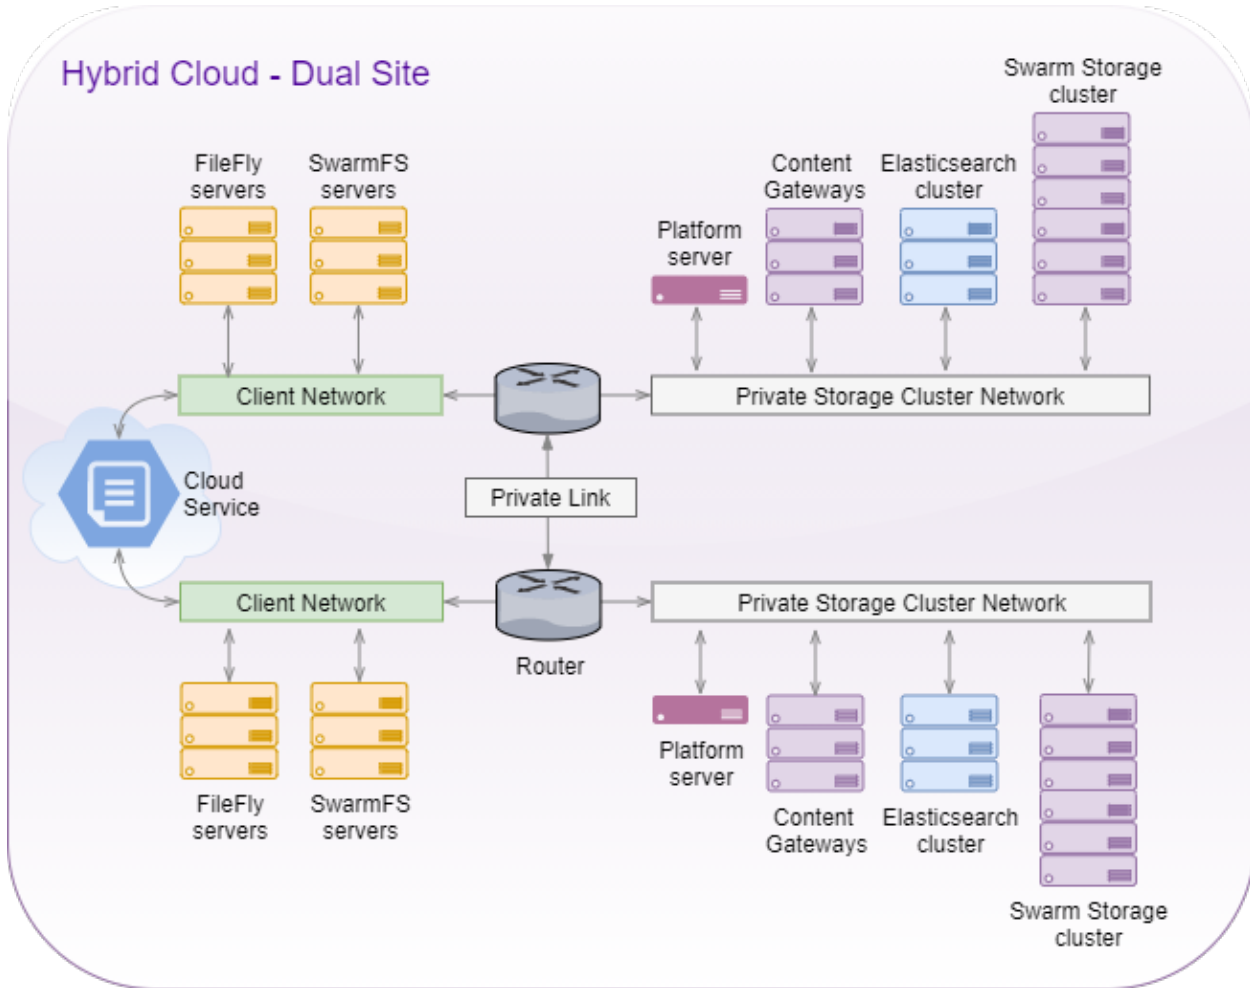 Hybrid Cloud - Dual Site
Swarm Storage
cluster
FileFly
servers
SwarmFS
servers
Content
Gateways
Elasticsearch
cluster
Platform
server
Client Network
Private Storage Cluster Network
Cloud
Service
Private Link
Client Network
Private Storage Cluster Network
Router
Platform
server
FileFly
servers
SwarmFS
servers
Content
Gateways
Elasticsearch
cluster
Swarm Storage
cluster